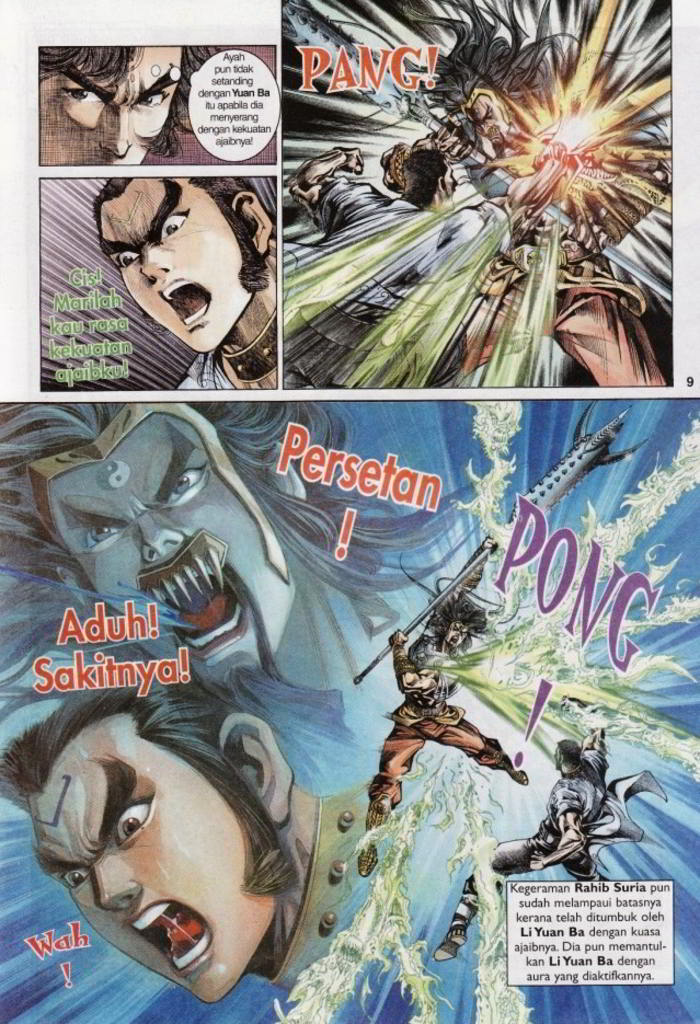 Ayah
pun tidak
setanding
dengan Yuan Ba
itu apabila dia
menyerang
dengan kekuatan
ajaibnya!
PANG!
Cis!
Marilah
kau rasa
kekuatan
ajaibku!
9
Persetan
!
PONG
!
Aduh!
Sakitnya!
Wah
!
Kegeraman Rahib Suria pun
sudah melampaui batasnya
kerana telah ditumbuk oleh
Li Yuan Ba dengan kuasa
ajaibnya. Dia pun memantul-
kan Li Yuan Ba dengan
aura yang diaktifkannya.